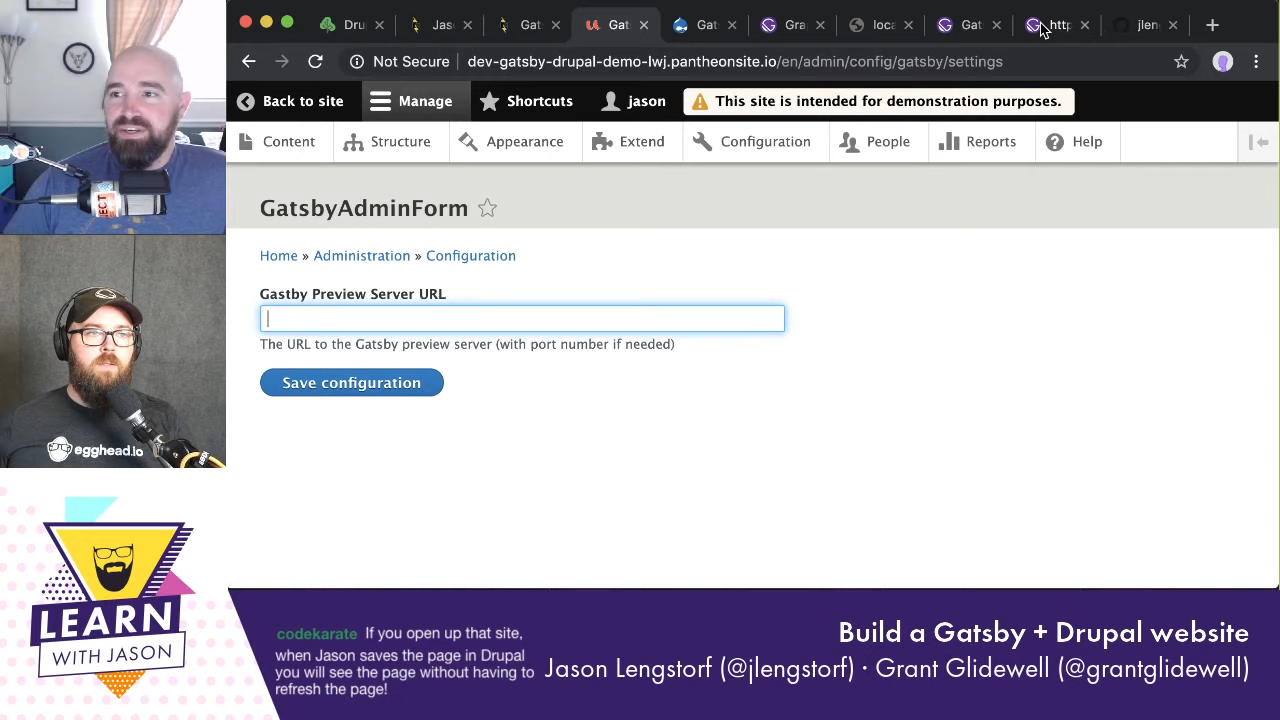 Dru
Jaso
Gat
Gats
Gats
Gra
loca
Gat
http
jlen
Not Secure
dev-gatsby-drupal-demo-lwj.pantheonsite.io/en/admin/config/gatsby/settings
Back to site
Manage
Shortcuts
jason
This site is intended for demonstration purposes.
Content
Structure
Appearance
Extend
Configuration
People
Reports
Help
GatsbyAdminForm
Home » Administration » Configuration
Gastby Preview Server URL
The URL to the Gatsby preview server (with port number if needed)
Save configuration
egghead.io
LEARN
WITH JASON
codekarate If you open up that site,
when Jason saves the page in Drupal
you will see the page without having to
refresh the page!
Build a Gatsby + Drupal website
Jason Lengstorf (@jlengstorf) · Grant Glidewell (@grantglidewell)